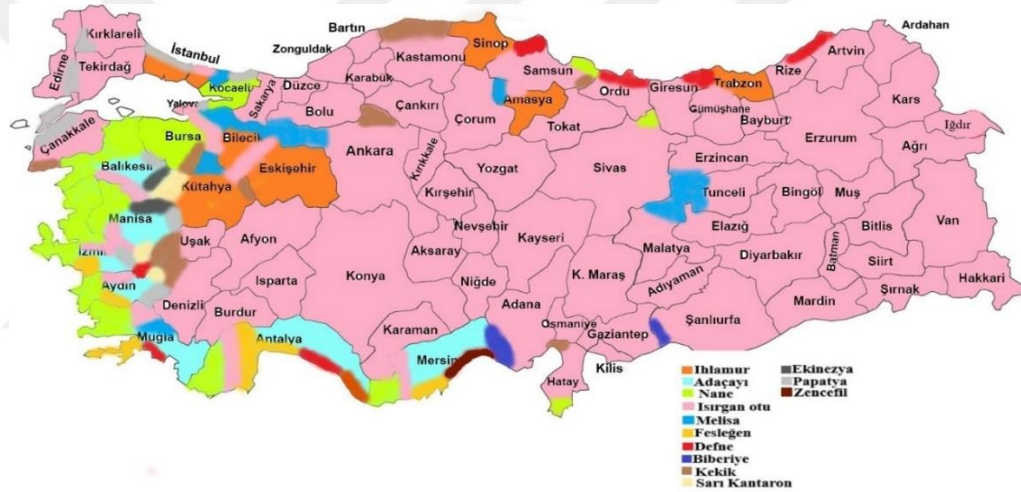 Kırklareli
Edirne
Tekirdağ
İstanbul
Kocaeli
Yalova
Sakarya
Düzce
Zonguldak
Bartın
Karabük
Kastamonu
Sinop
Samsun
Ordu
Giresun
Trabzon
Rize
Artvin
Ardahan
Kars
Iğdır
Ağrı
Çanakkale
Bursa
Bilecik
Bolu
Çankırı
Çorum
Amasya
Tokat
Gümüşhane
Bayburt
Erzurum
Balıkesir
Kütahya
Eskişehir
Ankara
Kırıkkale
Yozgat
Sivas
Erzincan
Tunceli
Bingöl
Muş
Manisa
İzmir
Uşak
Afyon
Kırşehir
Nevşehir
Kayseri
Malatya
Elazığ
Bitlis
Van
Aydın
Denizli
Isparta
Burdur
Konya
Aksaray
Niğde
K. Maraş
Adıyaman
Diyarbakır
Batman
Siirt
Şırnak
Hakkari
Muğla
Antalya
Karaman
Mersin
Adana
Osmaniye
Gaziantep
Şanlıurfa
Mardin
Kilis
Hatay
Ihlamur
Adaçayı
Nane
Isırgan otu
Melisa
Fesleğen
Defne
Biberiye
Kekik
Sarı Kantaron
Ekinezya
Papatya
Zencefil